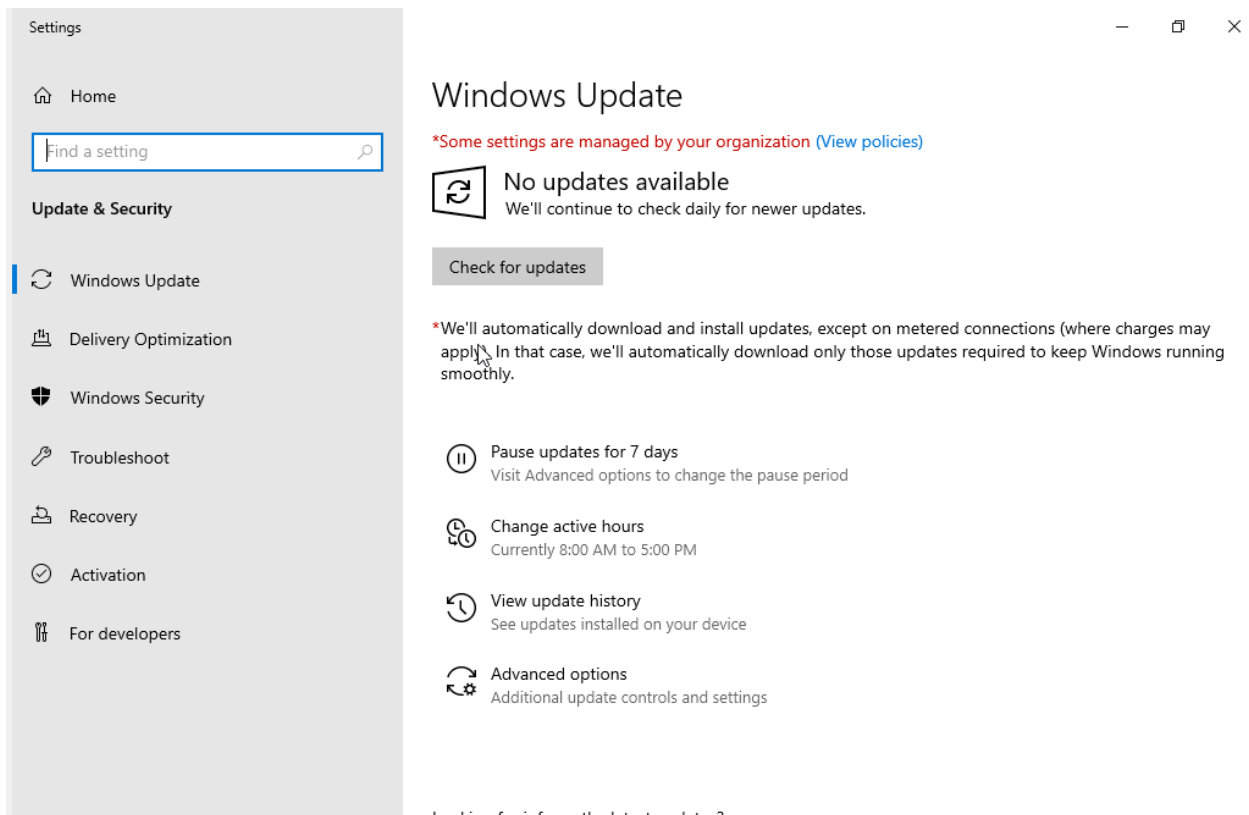 Settings
Home
Find a setting
Update & Security
Windows Update
Delivery Optimization
Windows Security
Troubleshoot
Recovery
Activation
For developers
Windows Update
*Some settings are managed by your organization (View policies)
No updates available
We'll continue to check daily for newer updates.
Check for updates
*We'll automatically download and install updates, except on metered connections (where charges may
apply). In that case, we'll automatically download only those updates required to keep Windows running
smoothly.
Pause updates for 7 days
Visit Advanced options to change the pause period
Change active hours
Currently 8:00 AM to 5:00 PM
View update history
See updates installed on your device
Advanced options
Additional update controls and settings